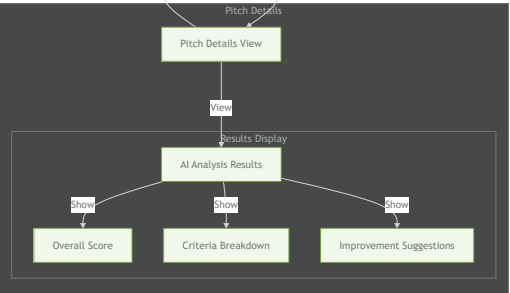 Pitch Details
Pitch Details View
View
Results Display
AI Analysis Results
Show
Show
Show
Overall Score
Criteria Breakdown
Improvement Suggestions